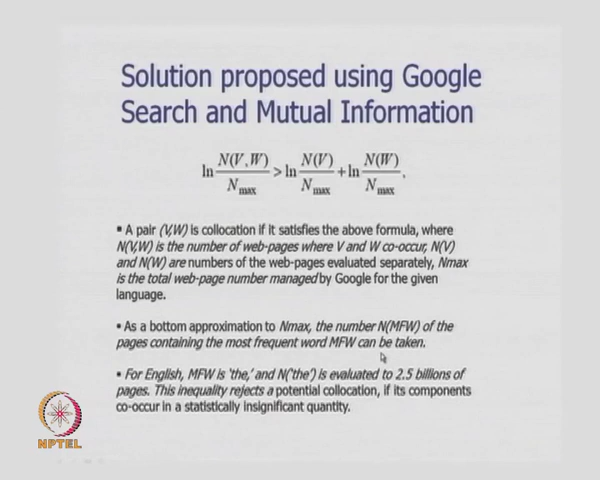 Solution proposed using Google
Search and Mutual Information
ln N(V,W)/N_max > ln N(V)/N_max + ln N(W)/N_max,
▪ A pair (V,W) is collocation if it satisfies the above formula, where
N(V,W) is the number of web-pages where V and W co-occur, N(V)
and N(W) are numbers of the web-pages evaluated separately, Nmax
is the total web-page number managed by Google for the given
language.
▪ As a bottom approximation to Nmax, the number N(MFW) of the
pages containing the most frequent word MFW can be taken.
▪ For English, MFW is 'the,' and N('the') is evaluated to 2.5 billions of
pages. This inequality rejects a potential collocation, if its components
co-occur in a statistically insignificant quantity.
NPTEL